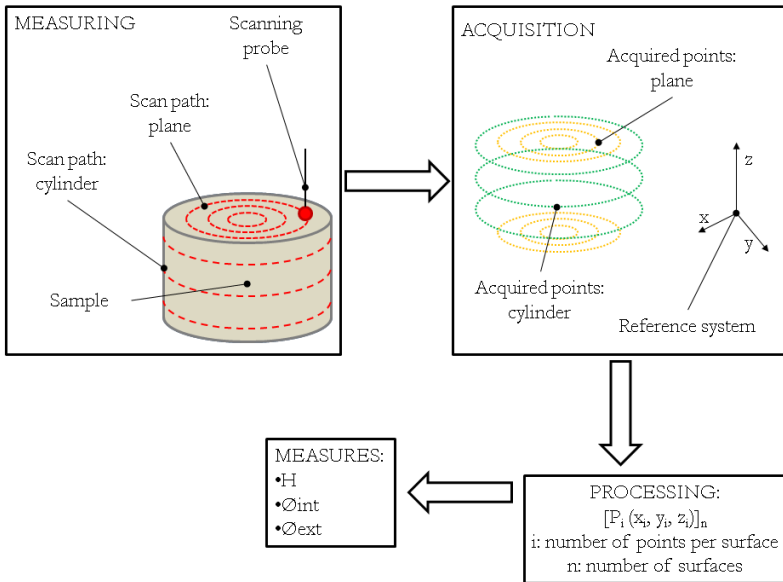 MEASURING
Scanning
probe
Scan path:
plane
Scan path:
cylinder
Sample
ACQUISITION
Acquired points:
plane
z
x
y
Acquired points:
cylinder
Reference system
PROCESSING:
[Pᵢ (xᵢ, yᵢ, zᵢ)]ₙ
i: number of points per surface
n: number of surfaces
MEASURES:
•H
•Øint
•Øext